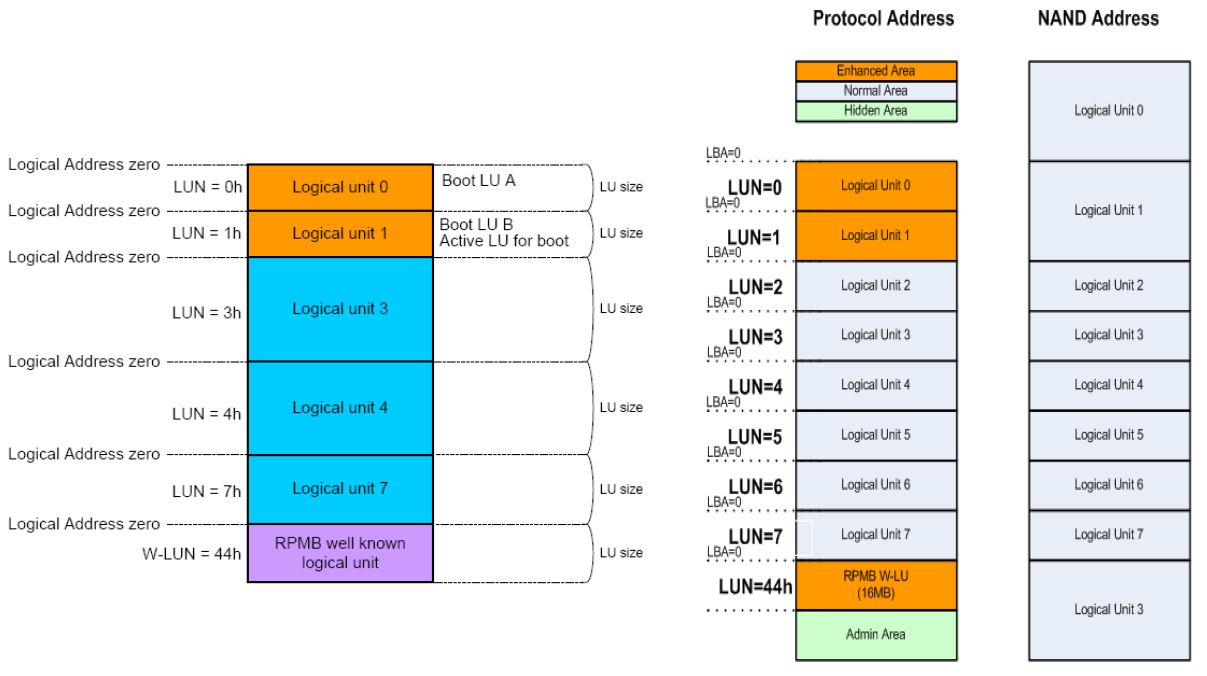 Logical Address zero
LUN = 0h
Logical Address zero
LUN = 1h
Logical Address zero
LUN = 3h
Logical Address zero
LUN = 4h
Logical Address zero
LUN = 7h
Logical Address zero
W-LUN = 44h
Logical unit 0
Logical unit 1
Logical unit 3
Logical unit 4
Logical unit 7
RPMB well known
logical unit
Boot LU A
Boot LU B
Active LU for boot
LU size
LU size
LU size
LU size
LU size
LU size
Protocol Address
Enhanced Area
Normal Area
Hidden Area
LBA=0
LUN=0
LBA=0
LUN=1
LBA=0
LUN=2
LBA=0
LUN=3
LBA=0
LUN=4
LBA=0
LUN=5
LBA=0
LUN=6
LBA=0
LUN=7
LBA=0
LUN=44h
Logical Unit 0
Logical Unit 1
Logical Unit 2
Logical Unit 3
Logical Unit 4
Logical Unit 5
Logical Unit 6
Logical Unit 7
RPMB W-LU
(16MB)
Admin Area
NAND Address
Logical Unit 0
Logical Unit 1
Logical Unit 2
Logical Unit 3
Logical Unit 4
Logical Unit 5
Logical Unit 6
Logical Unit 7
Logical Unit 3